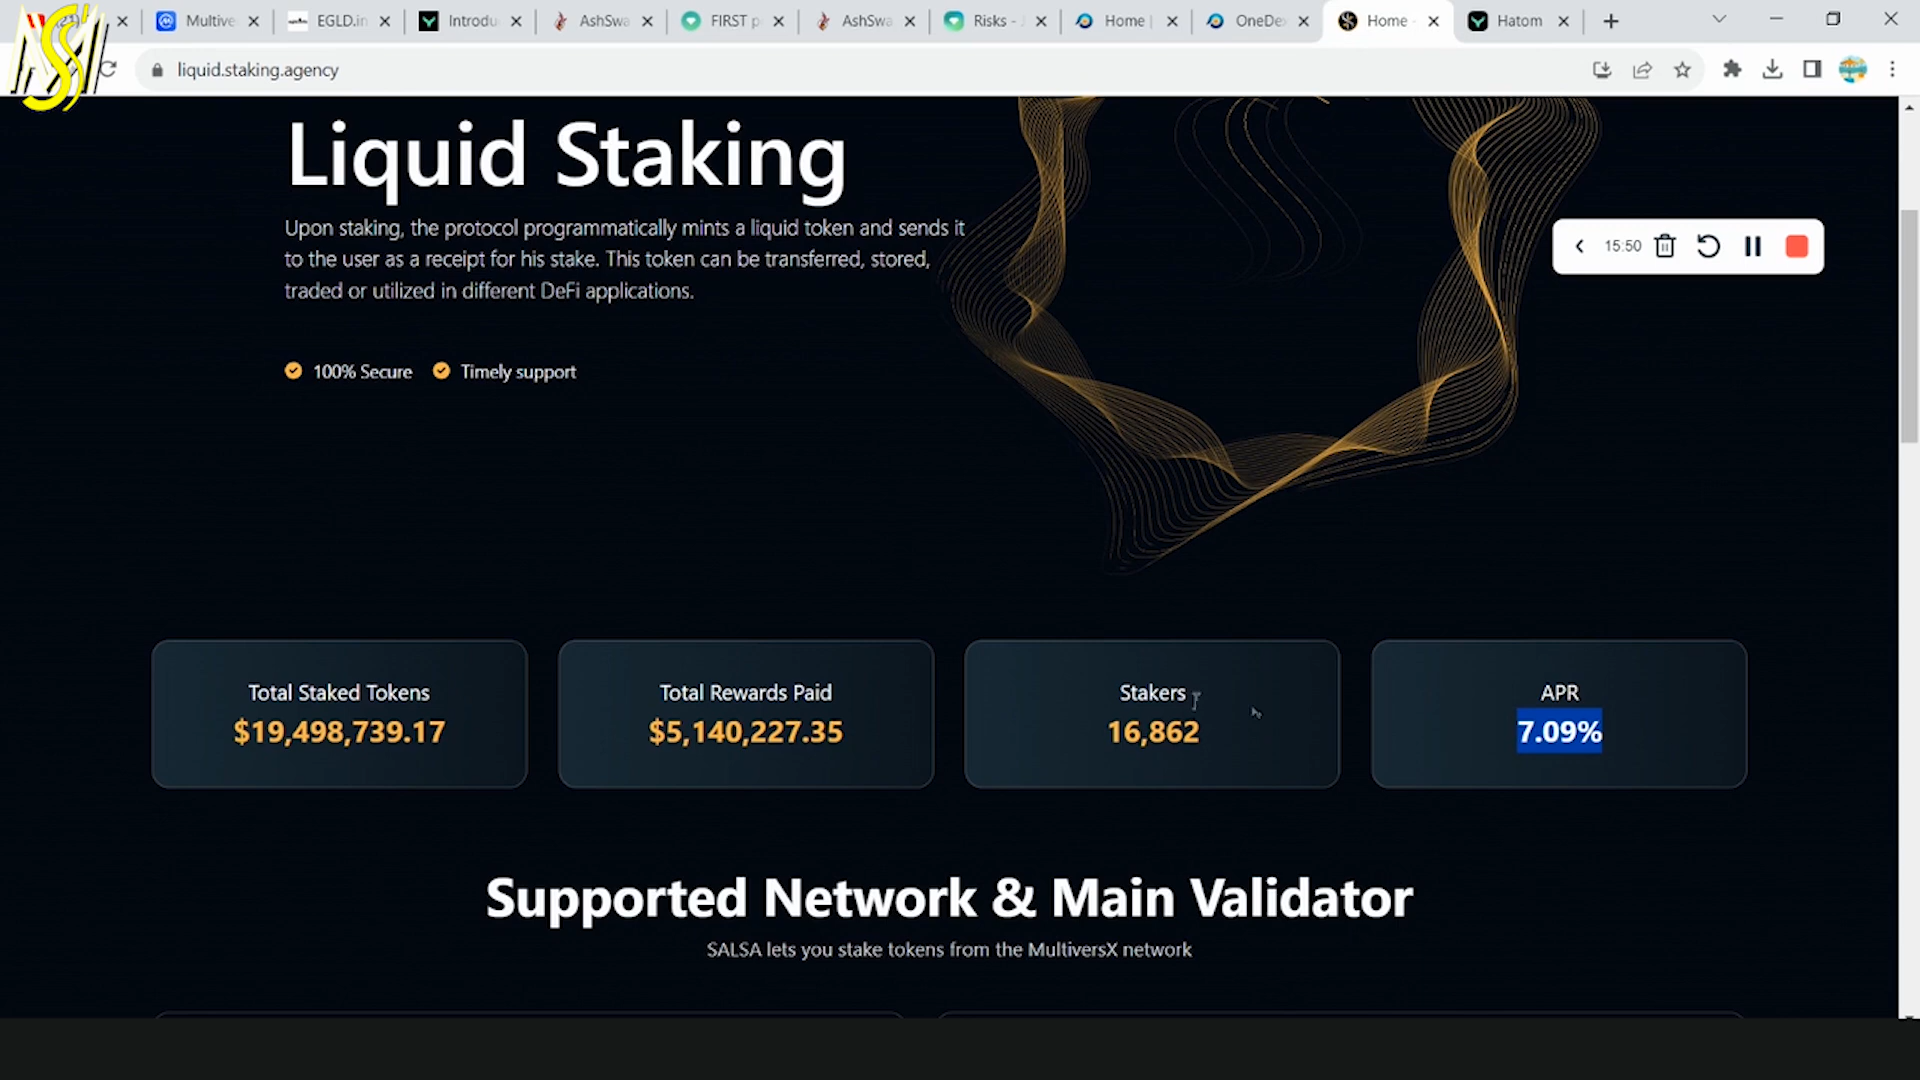 Multive
EGLD.in
Introdu
AshSwa
FIRST p
AshSwa
Risks -
Home |
OneDex
Home -
Hatom
liquid.staking.agency
Liquid Staking
Upon staking, the protocol programmatically mints a liquid token and sends it
to the user as a receipt for his stake. This token can be transferred, stored,
traded or utilized in different DeFi applications.
15:50
100% Secure
Timely support
Total Staked Tokens
$19,498,739.17
Total Rewards Paid
$5,140,227.35
Stakers
16,862
APR
7.09%
Supported Network & Main Validator
SALSA lets you stake tokens from the MultiversX network